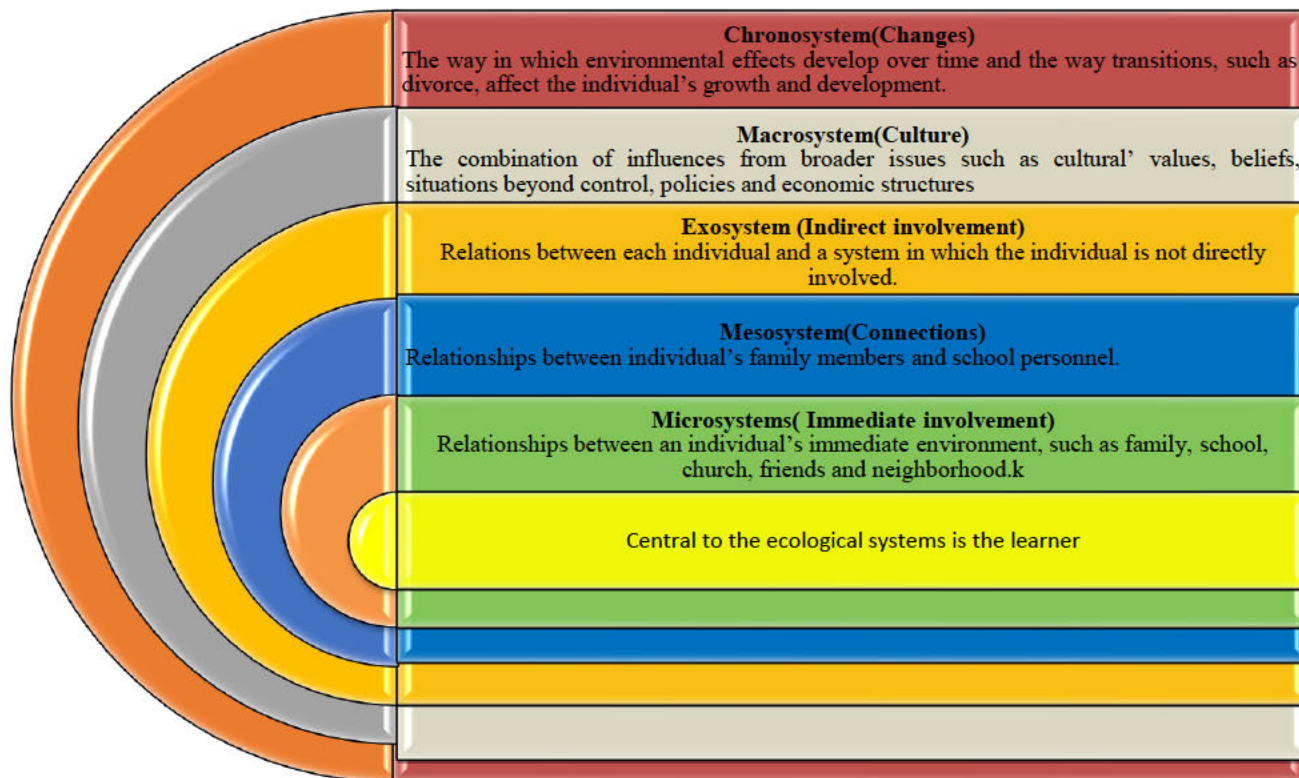 Chronosystem(Changes)
The way in which environmental effects develop over time and the way transitions, such as
divorce, affect the individual's growth and development.
Macrosystem(Culture)
The combination of influences from broader issues such as cultural' values, beliefs,
situations beyond control, policies and economic structures
Exosystem (Indirect involvement)
Relations between each individual and a system in which the individual is not directly
involved.
Mesosystem(Connections)
Relationships between individual's family members and school personnel.
Microsystems( Immediate involvement)
Relationships between an individual's immediate environment, such as family, school,
church, friends and neighborhood.k
Central to the ecological systems is the learner